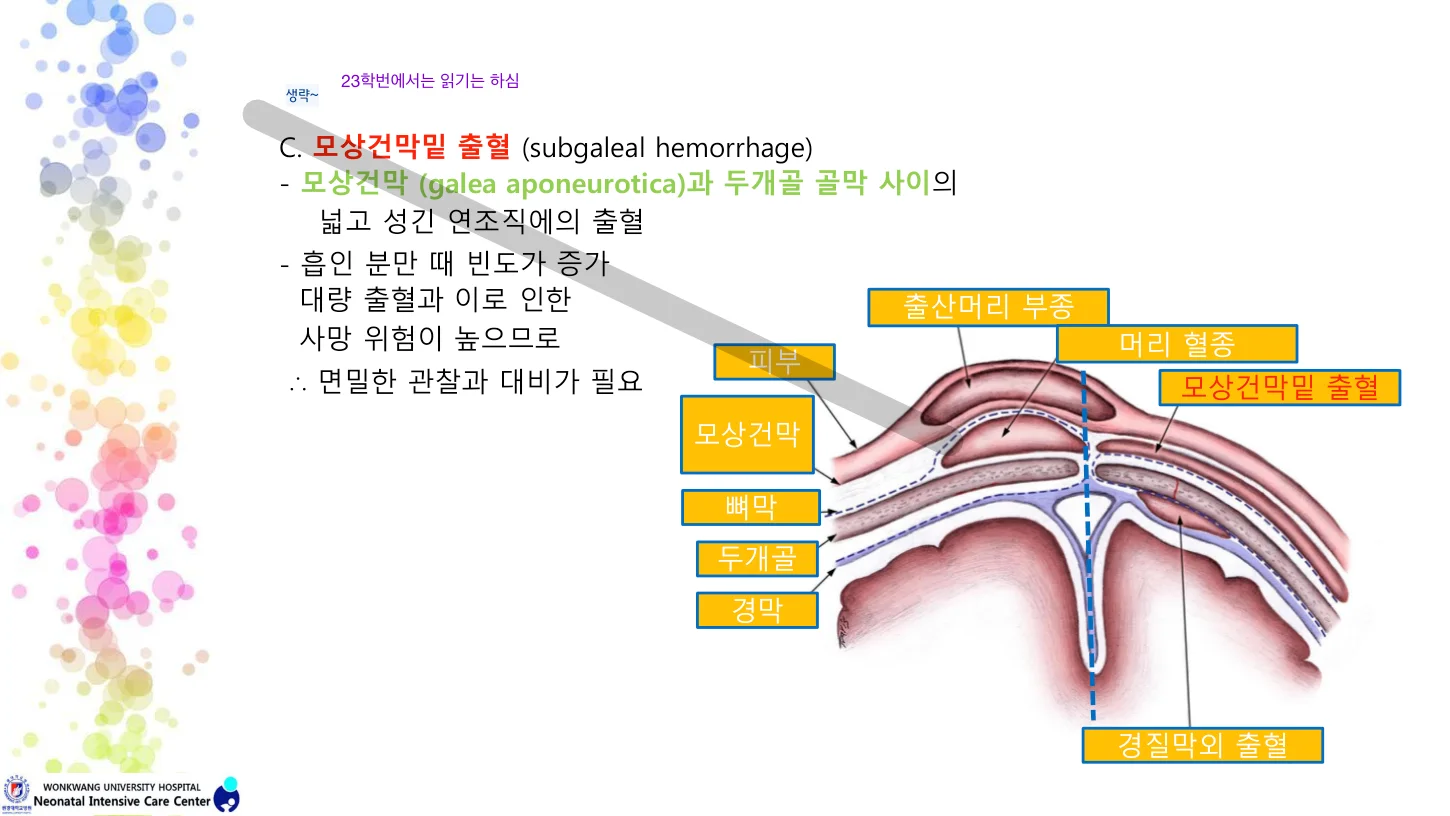 23학번에서는 읽기는 하심
생략~
C. 모상건막밑 출혈 (subgaleal hemorrhage)
- 모상건막 (galea aponeurotica)과 두개골 골막 사이의
넓고 성긴 연조직에의 출혈
- 흡인 분만 때 빈도가 증가
대량 출혈과 이로 인한
사망 위험이 높으므로
∴ 면밀한 관찰과 대비가 필요
출산머리 부종
머리 혈종
피부
모상건막밑 출혈
모상건막
뼈막
두개골
경막
경질막외 출혈
WONKWANG UNIVERSITY HOSPITAL
Neonatal Intensive Care Center